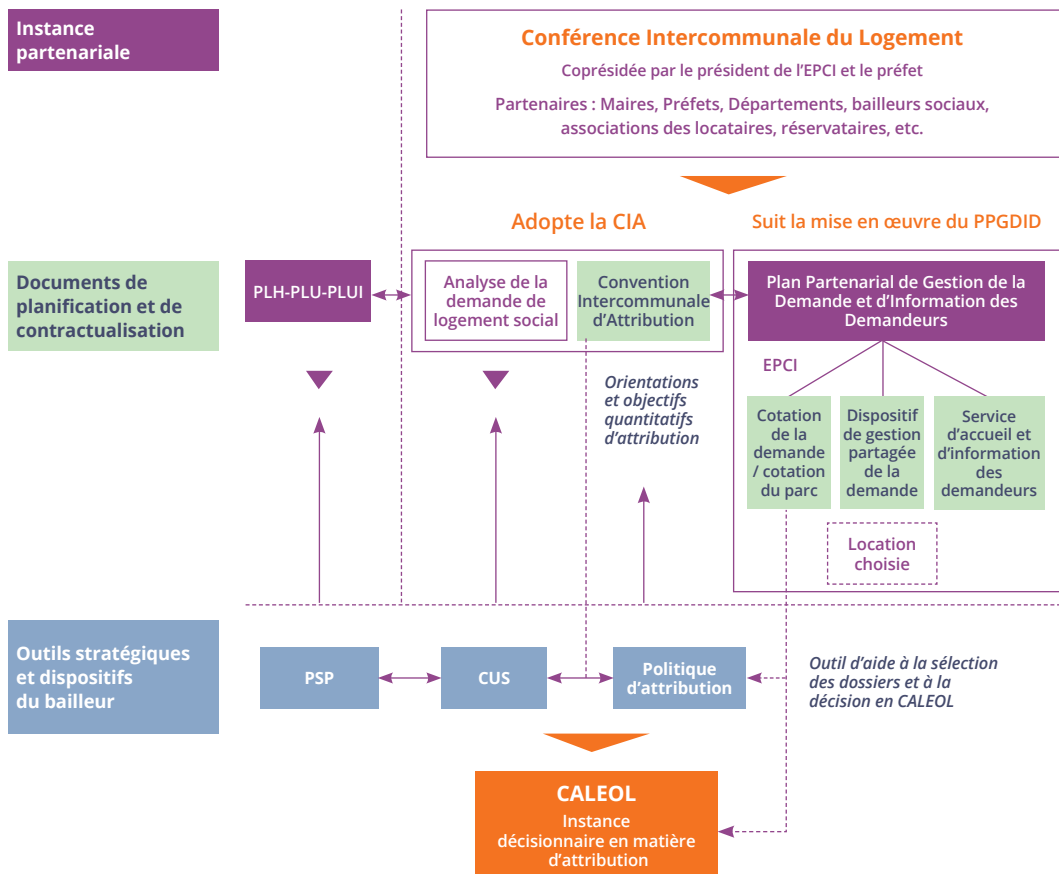 Instance
partenariale
Conférence Intercommunale du Logement
Coprésidée par le président de l'EPCI et le préfet
Partenaires : Maires, Préfets, Départements, bailleurs sociaux,
associations des locataires, réservataires, etc.
Adopte la CIA
Suit la mise en œuvre du PPGDID
Documents de
planification et de
contractualisation
PLH-PLU-PLUI
Analyse de la
demande de
logement social
Convention
Intercommunale
d'Attribution
Plan Partenarial de Gestion de la
Demande et d'Information des
Demandeurs
Orientations
et objectifs
quantitatifs
d'attribution
EPCI
Cotation
de la
demande
/ cotation
du parc
Dispositif
de gestion
partagée
de la
demande
Service
d'accueil et
d'information
des
demandeurs
Location
choisie
Outils stratégiques
et dispositifs
du bailleur
PSP
CUS
Politique
d'attribution
Outil d'aide à la sélection
des dossiers et à la
décision en CALEOL
CALEOL
Instance
décisionnaire en matière
d'attribution